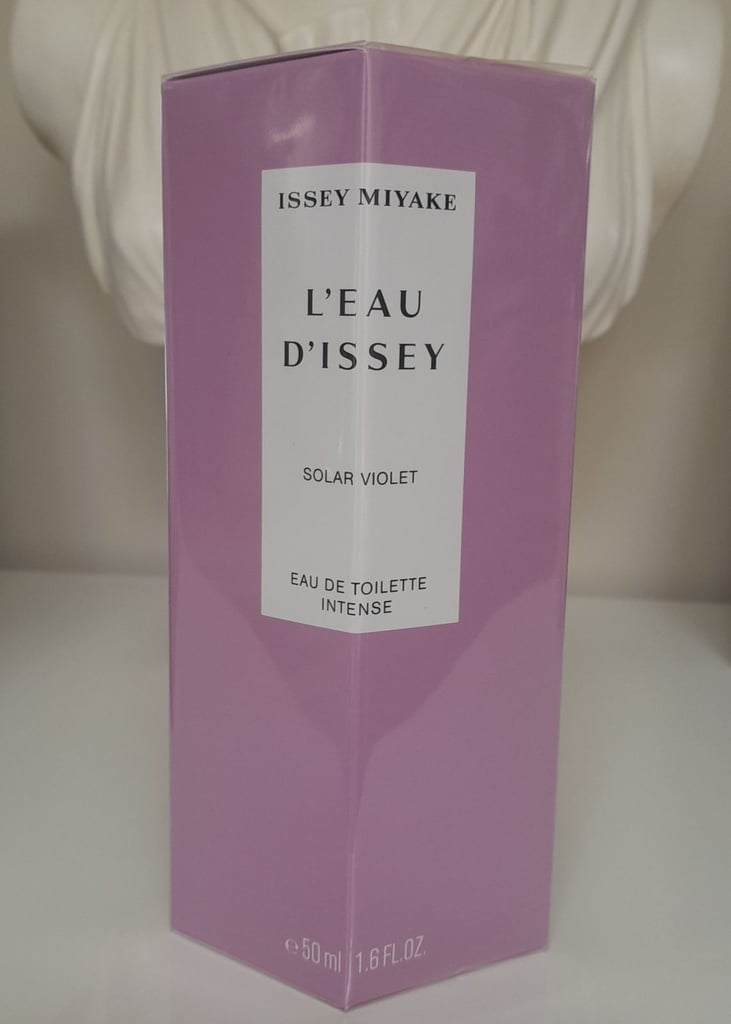 ISSEY MIYAKE
L'EAU
D'ISSEY
SOLAR VIOLET
EAU DE TOILETTE
INTENSE
℮50 ml 1.6 FL.OZ.